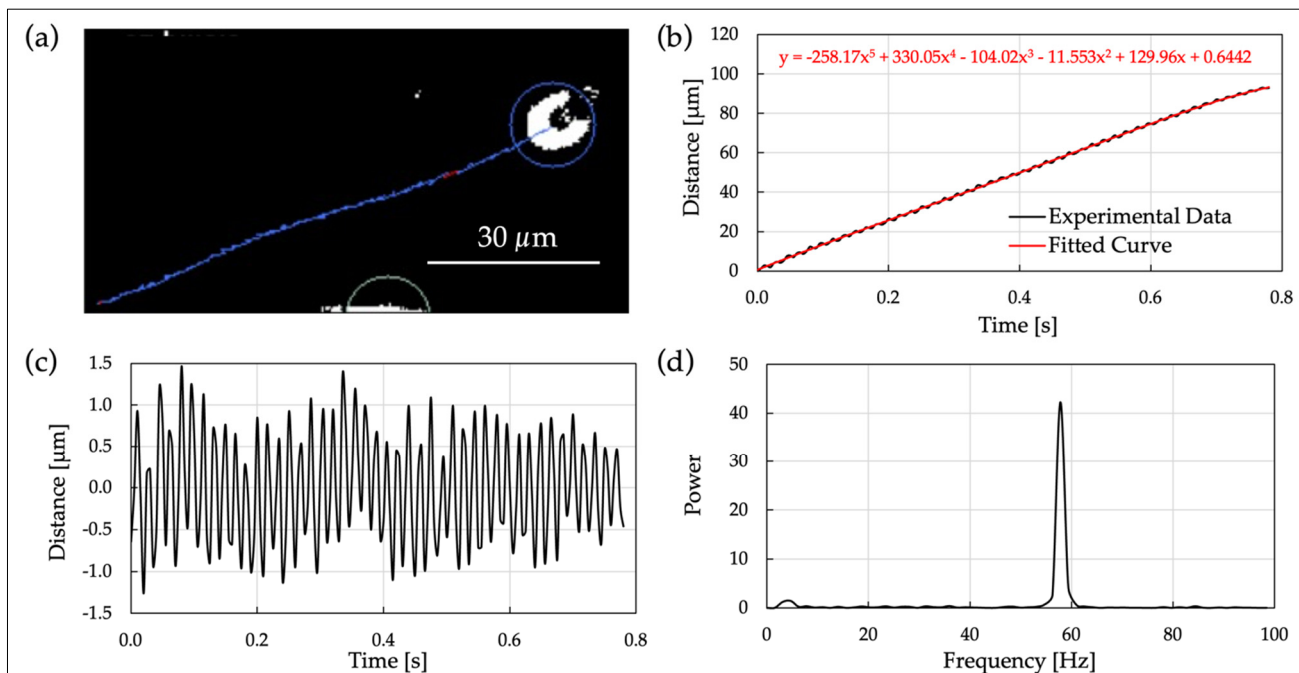 (a)
30 µm
(b)
120
100
80
60
40
20
0
y = -258.17x⁵ + 330.05x⁴ - 104.02x³ - 11.553x² + 129.96x + 0.6442
Distance [µm]
Experimental Data
Fitted Curve
0.0 0.2 0.4 0.6 0.8
Time [s]
(c)
1.5
1.0
0.5
0.0
-0.5
-1.0
-1.5
Distance [µm]
0.0 0.2 0.4 0.6 0.8
Time [s]
(d)
50
40
30
20
10
0
Power
0 20 40 60 80 100
Frequency [Hz]